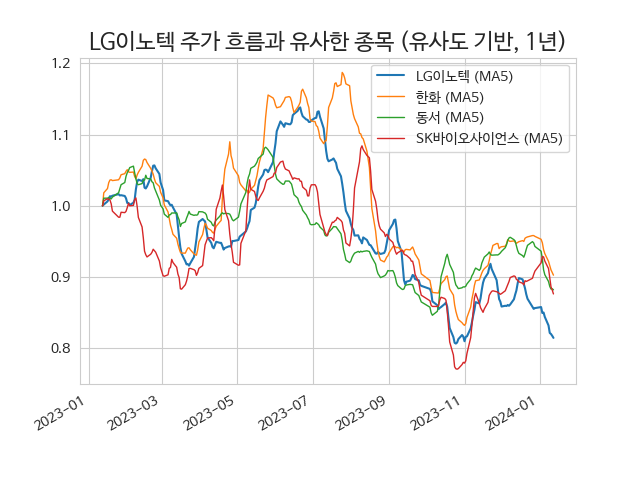 LG이노텍 주가 흐름과 유사한 종목 (유사도 기반, 1년)
LG이노텍 (MA5)
한화 (MA5)
동서 (MA5)
SK바이오사이언스 (MA5)
1.2
1.1
1.0
0.9
0.8
2023-01
2023-03
2023-05
2023-07
2023-09
2023-11
2024-01